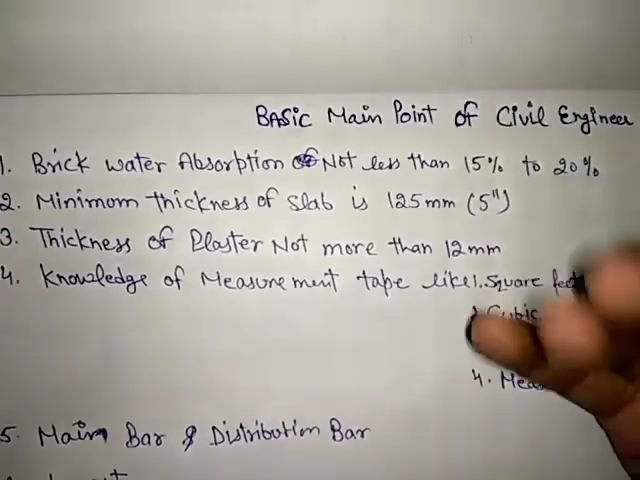 BASiC Main Point of Civil Engineer
1. Brick water Absorption of Not less than 15% to 20%
2. Minimum thickness of slab is 125mm (5")
3. Thickness of Plaster Not more than 12mm
4. Knowledge of Measurement tape like 1. Square feet
Cubic
4.
5. Main Bar & Distribution Bar